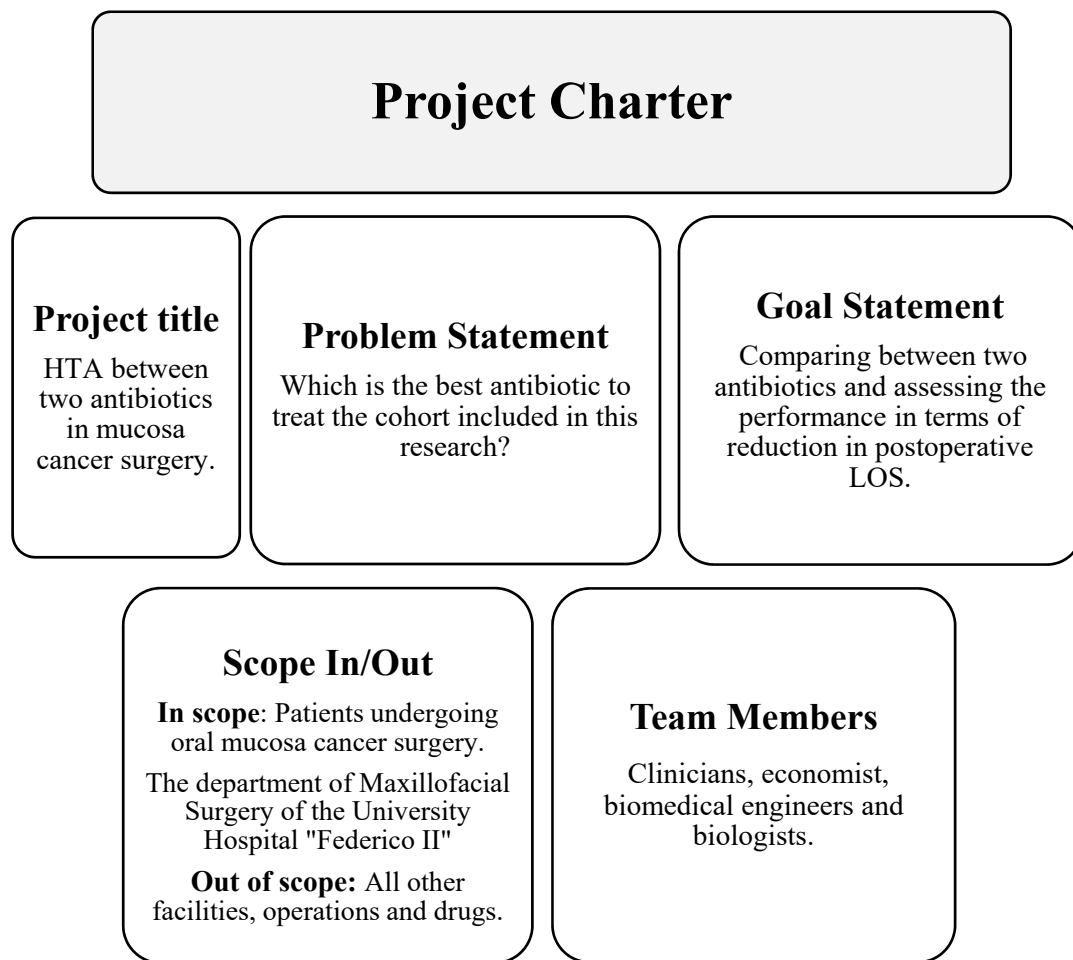 Project Charter
Project title
HTA between
two antibiotics
in mucosa
cancer surgery.
Problem Statement
Which is the best antibiotic to
treat the cohort included in this
research?
Goal Statement
Comparing between two
antibiotics and assessing the
performance in terms of
reduction in postoperative
LOS.
Scope In/Out
In scope: Patients undergoing
oral mucosa cancer surgery.
The department of Maxillofacial
Surgery of the University
Hospital "Federico II"
Out of scope: All other
facilities, operations and drugs.
Team Members
Clinicians, economist,
biomedical engineers and
biologists.